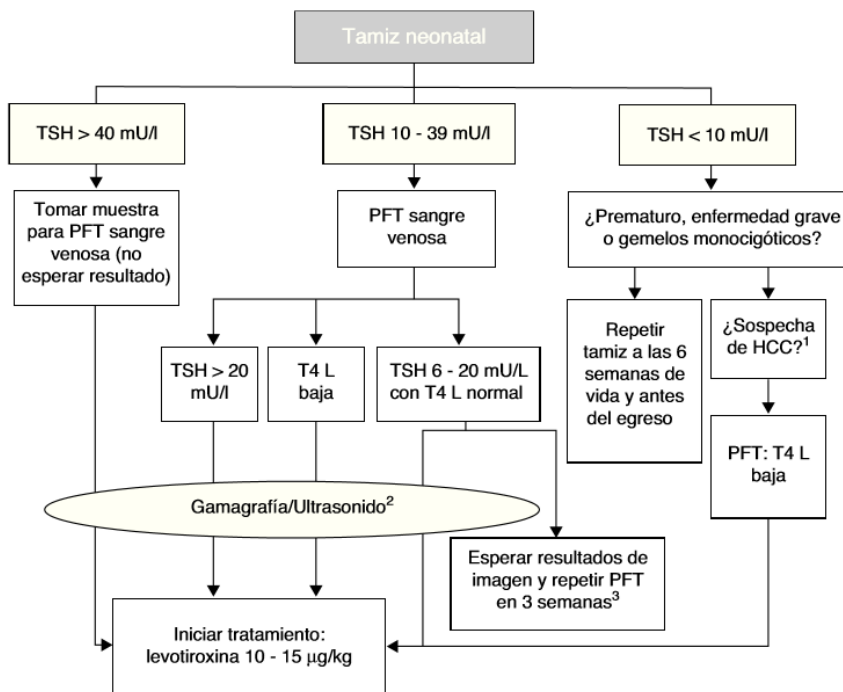 Tamiz neonatal
TSH > 40 mU/l
TSH 10 - 39 mU/l
TSH < 10 mU/l
Tomar muestra
para PFT sangre
venosa (no
esperar resultado)
PFT sangre
venosa
¿Prematuro, enfermedad grave
o gemelos monocigóticos?
TSH > 20
mU/l
T4 L
baja
TSH 6 - 20 mU/L
con T4 L normal
Repetir
tamiz a las 6
semanas de
vida y antes
del egreso
¿Sospecha
de HCC?¹
PFT: T4 L
baja
Gamagrafía/Ultrasonido²
Esperar resultados de
imagen y repetir PFT
en 3 semanas³
Iniciar tratamiento:
levotiroxina 10 - 15 µg/kg